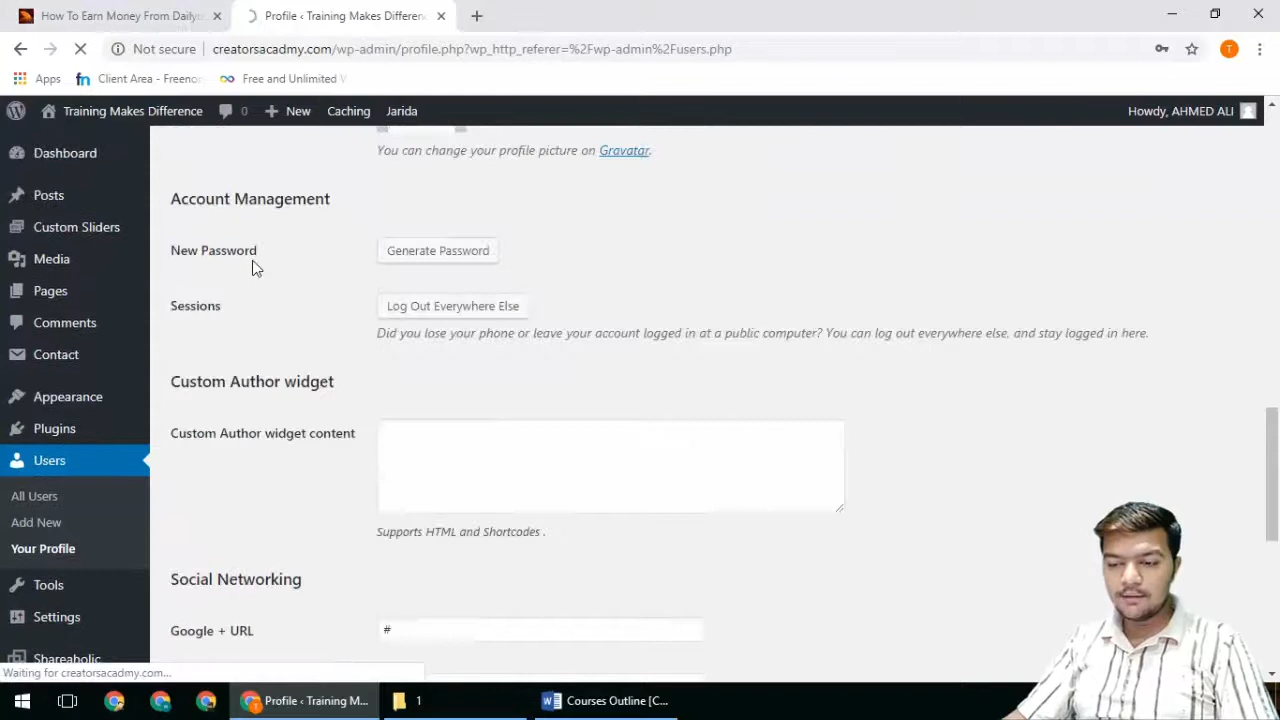 How To Earn Money From Dailyo
Profile ‹ Training Makes Differenc
Not secure
creatorsacadmy.com/wp-admin/profile.php?wp_http_referer=%2Fwp-admin%2Fusers.php
T
Apps
Client Area - Freeno
Free and Unlimited
Training Makes Difference
0
New
Caching
Jarida
Howdy, AHMED ALI
Dashboard
Posts
Custom Sliders
Media
Pages
Comments
Contact
Appearance
Plugins
Users
All Users
Add New
Your Profile
Tools
Settings
Shareaholic
You can change your profile picture on Gravatar.
Account Management
New Password
Generate Password
Sessions
Log Out Everywhere Else
Did you lose your phone or leave your account logged in at a public computer? You can log out everywhere else, and stay logged in here.
Custom Author widget
Custom Author widget content
Supports HTML and Shortcodes .
Social Networking
Google + URL
#
Waiting for creatorsacadmy.com...
Profile ‹ Training M...
1
Courses Outline [C...